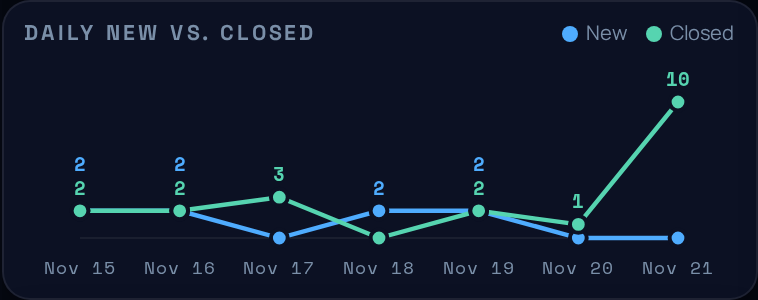 DAILY NEW VS. CLOSED
New Closed
10
2 2 2
2 2 3 2 2 1
Nov 15 Nov 16 Nov 17 Nov 18 Nov 19 Nov 20 Nov 21